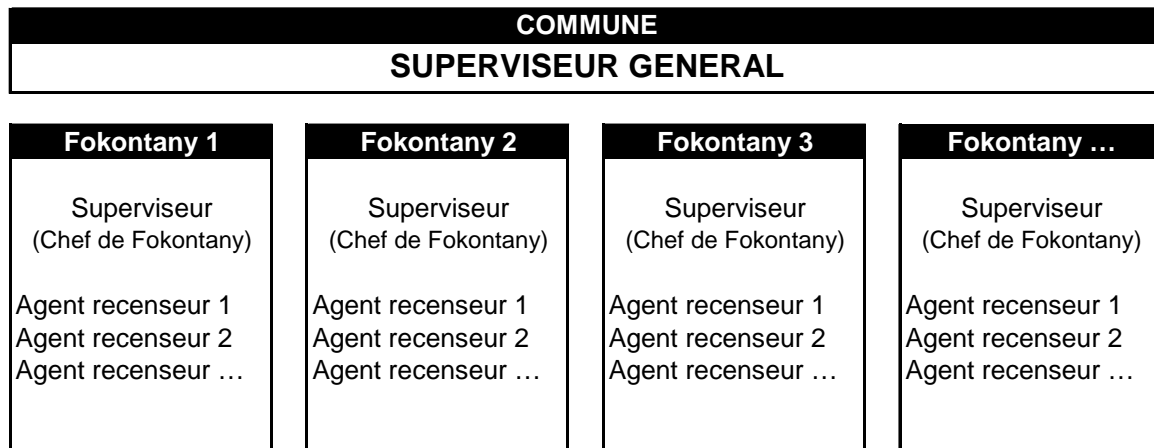 COMMUNE
SUPERVISEUR GENERAL
Fokontany 1
Superviseur
(Chef de Fokontany)
Agent recenseur 1
Agent recenseur 2
Agent recenseur …
Fokontany 2
Superviseur
(Chef de Fokontany)
Agent recenseur 1
Agent recenseur 2
Agent recenseur …
Fokontany 3
Superviseur
(Chef de Fokontany)
Agent recenseur 1
Agent recenseur 2
Agent recenseur …
Fokontany …
Superviseur
(Chef de Fokontany)
Agent recenseur 1
Agent recenseur 2
Agent recenseur …